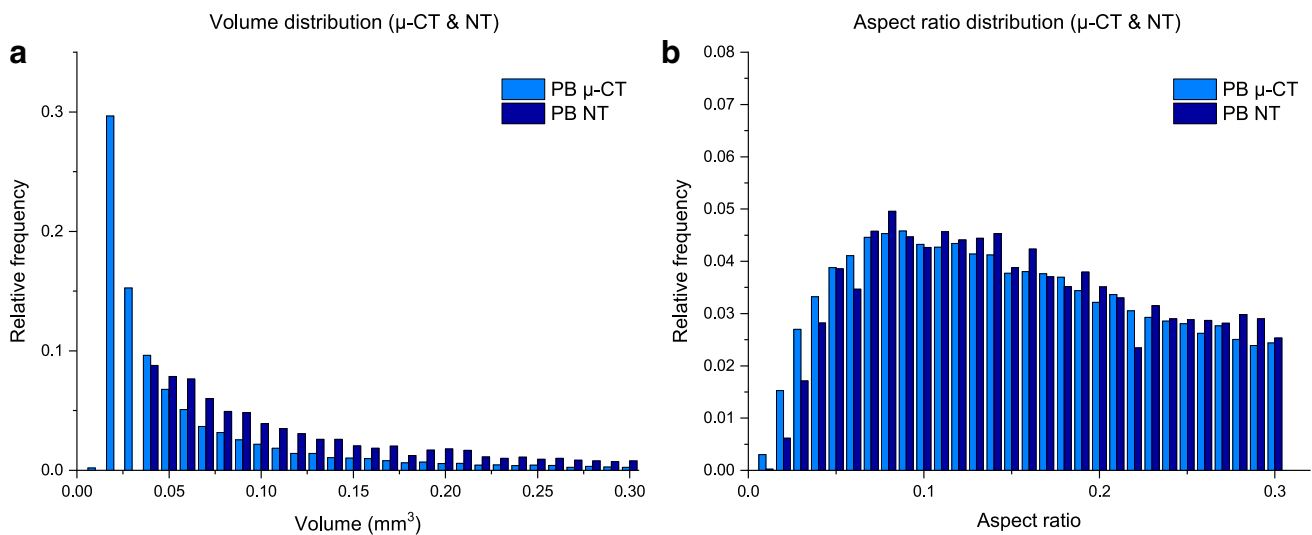 a
Volume distribution (μ-CT & NT)
PB μ-CT
PB NT
Relative frequency
0.3
0.2
0.1
0.0
0.00 0.05 0.10 0.15 0.20 0.25 0.30
Volume (mm³)
b
Aspect ratio distribution (μ-CT & NT)
PB μ-CT
PB NT
Relative frequency
0.08
0.07
0.06
0.05
0.04
0.03
0.02
0.01
0.00
0.0 0.1 0.2 0.3
Aspect ratio